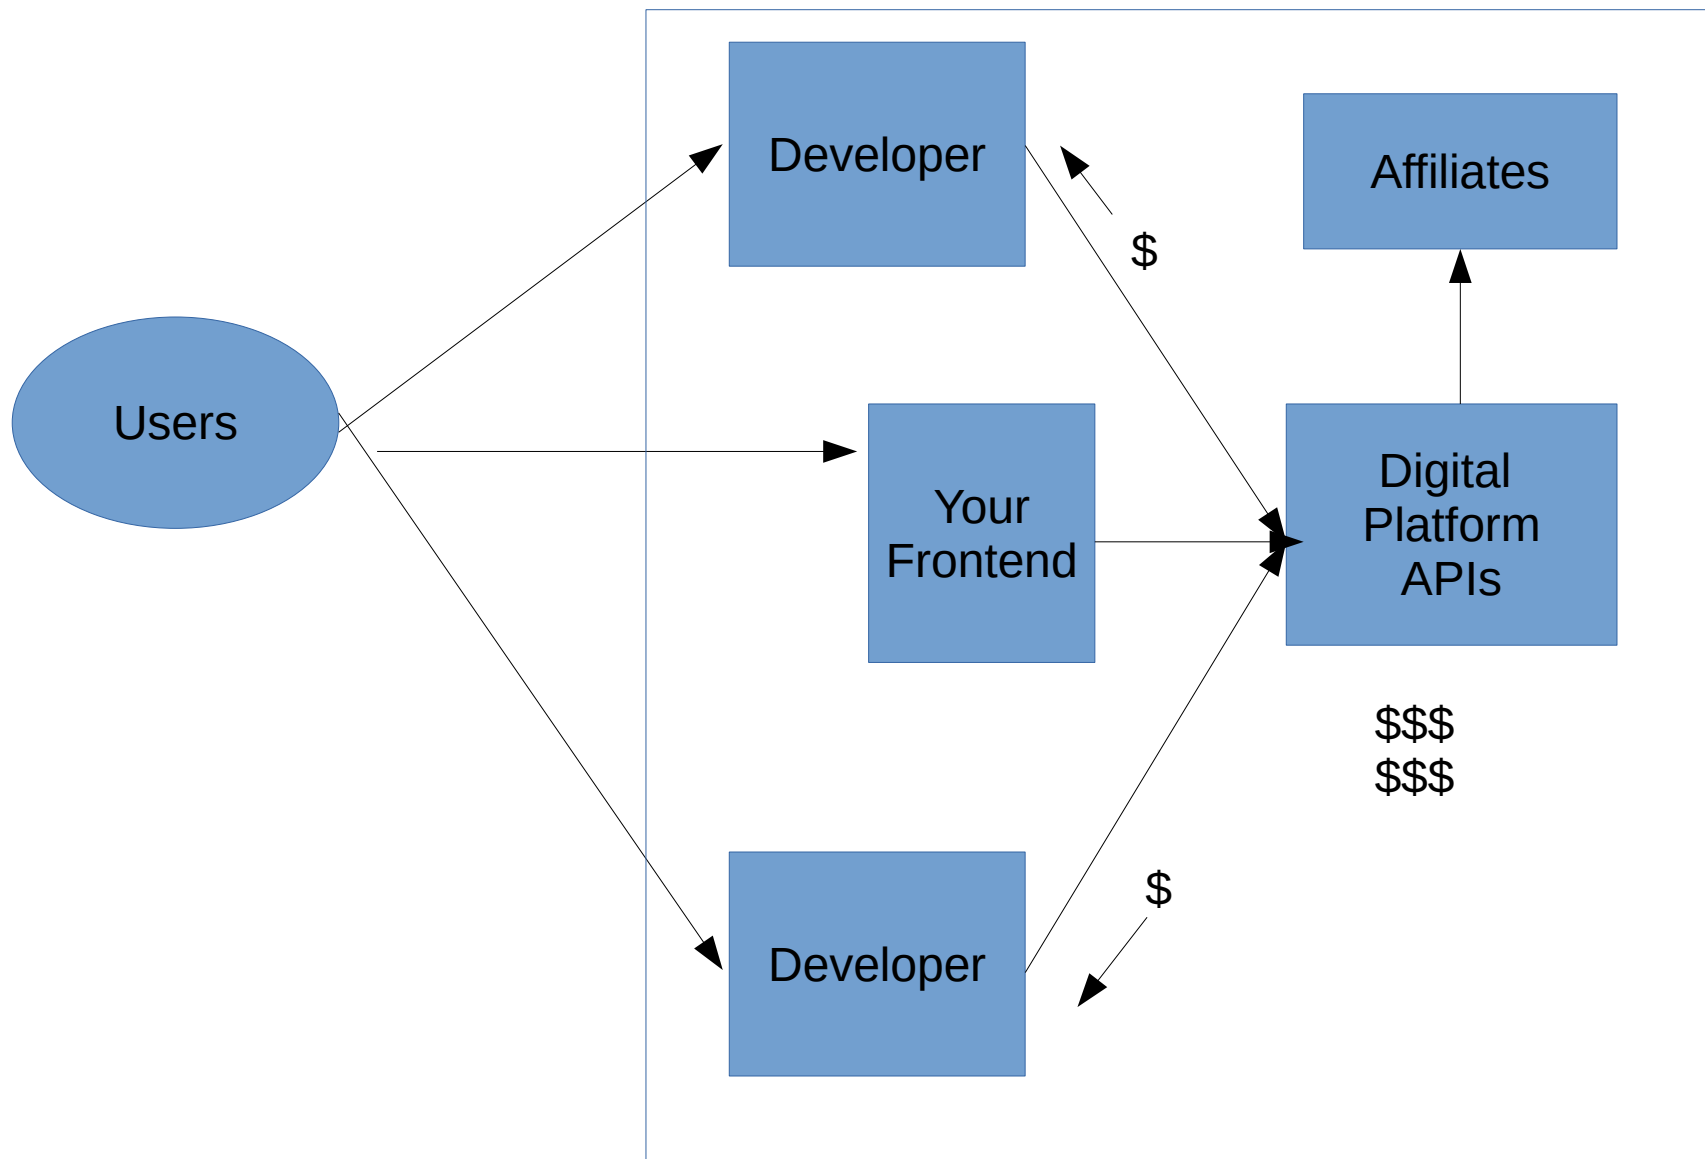 Developer
Affiliates
$
Users
Your
Frontend
Digital
Platform
APIs
$$$
$$$
$
Developer